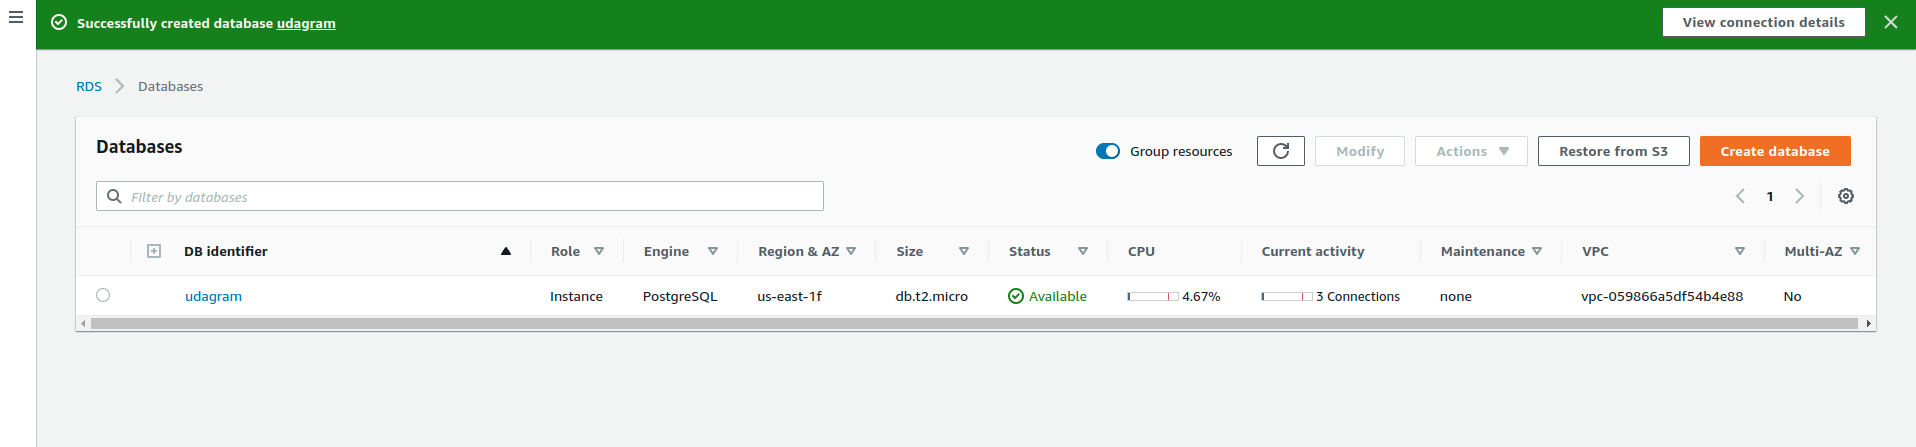 Successfully created database udagram
View connection details
RDS
Databases
Databases
Group resources
Modify
Actions
Restore from S3
Create database
Filter by databases
1
DB identifier Role Engine Region & AZ Size Status CPU Current activity Maintenance VPC Multi-AZ
udagram Instance PostgreSQL us-east-1f db.t2.micro Available 4.67% 3 Connections none vpc-059866a5df54b4e88 No